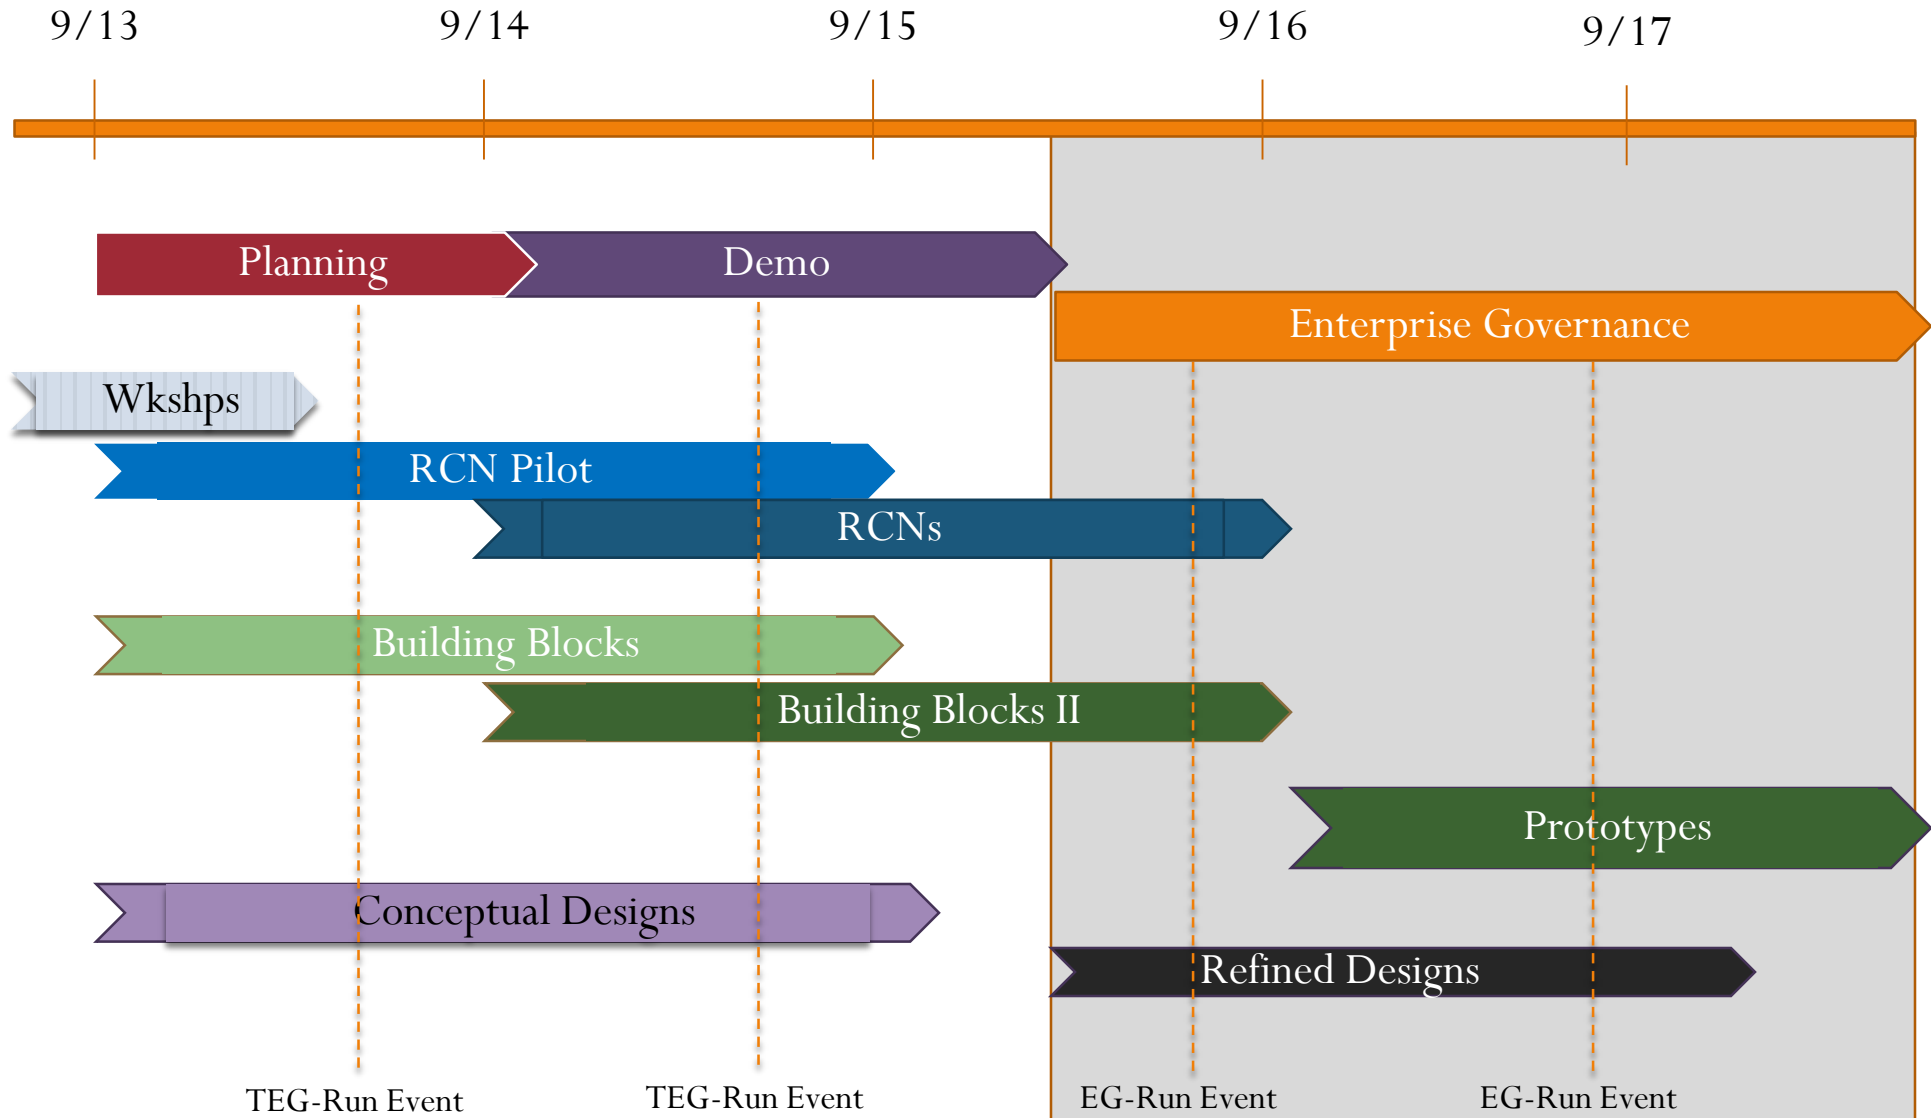 9/13
9/14
9/15
9/16
9/17
Planning
Demo
Enterprise Governance
Wkshps
RCN Pilot
RCNs
Building Blocks
Building Blocks II
Prototypes
Conceptual Designs
Refined Designs
TEG-Run Event
TEG-Run Event
EG-Run Event
EG-Run Event